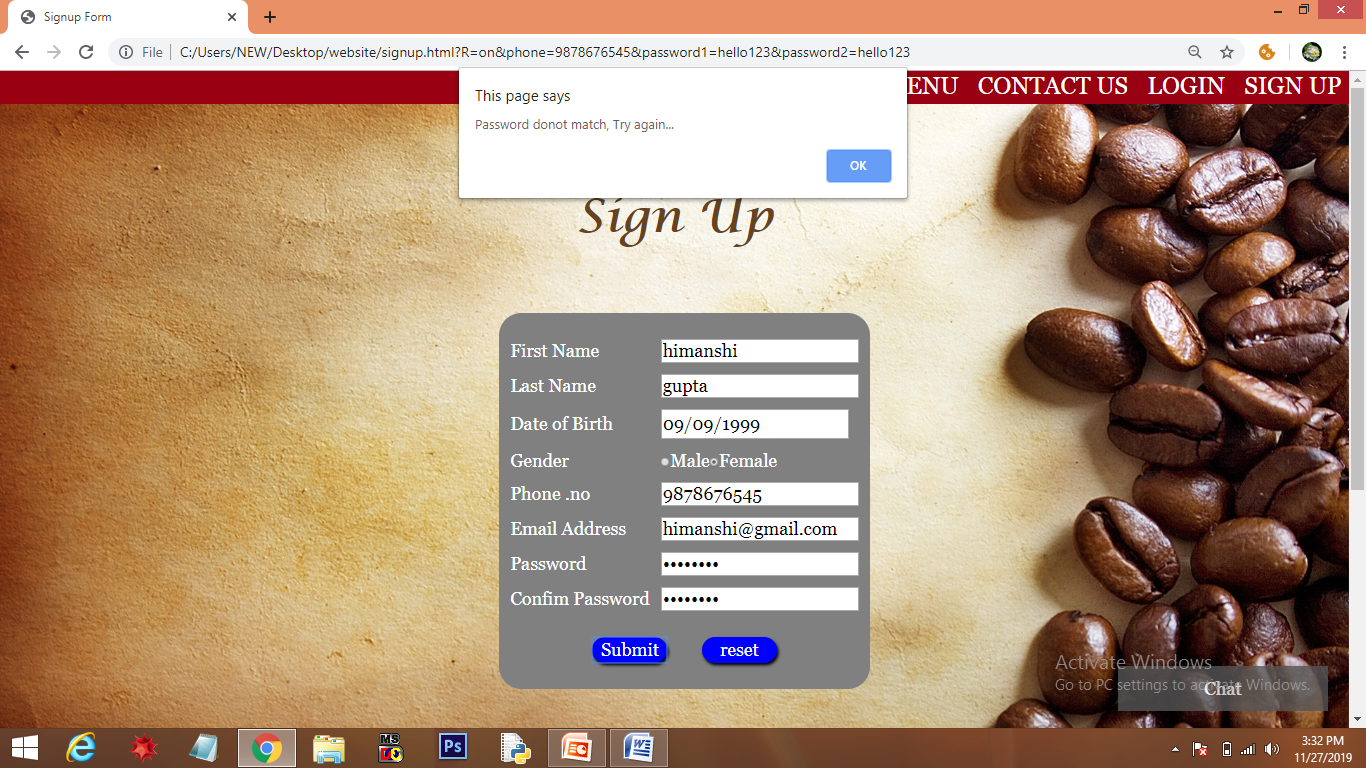 Signup Form
File
C:/Users/NEW/Desktop/website/signup.html?R=on&phone=9878676545&password1=hello123&password2=hello123
ENU CONTACT US LOGIN SIGN UP
This page says
Password donot match, Try again...
OK
Sign Up
First Name himanshi
Last Name gupta
Date of Birth 09/09/1999
Gender Male Female
Phone .no 9878676545
Email Address himanshi@gmail.com
Password ••••••••
Confim Password ••••••••
Submit reset
Activate Windows
Go to PC settings to activate Windows.
Chat
MS
Ps
3:32 PM
11/27/2019